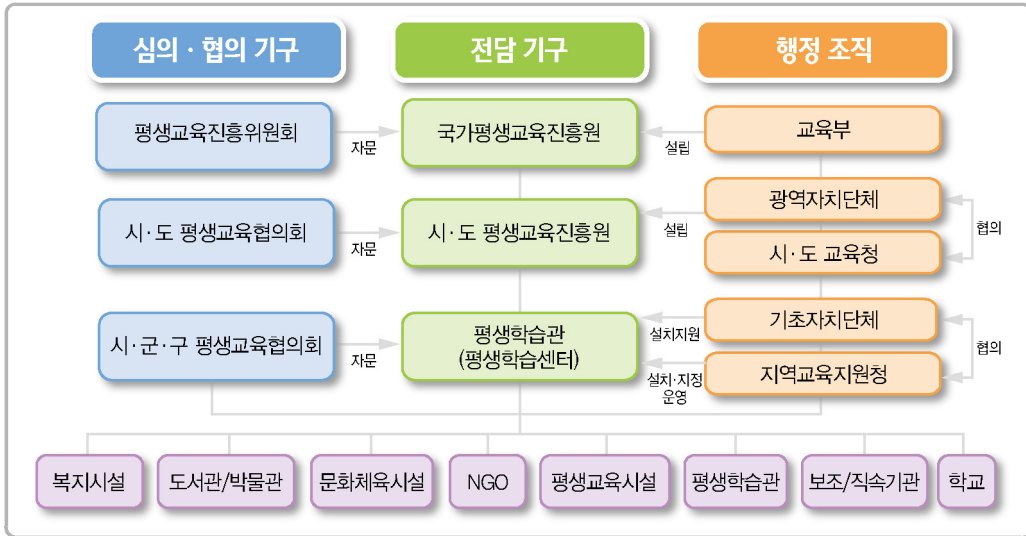 심의 · 협의 기구
전담 기구
행정 조직
평생교육진흥위원회
자문
국가평생교육진흥원
설립
교육부
시·도 평생교육협의회
자문
시·도 평생교육진흥원
설립
광역자치단체
시·도 교육청
협의
시·군·구 평생교육협의회
자문
평생학습관
(평생학습센터)
설치지원
기초자치단체
설치·지정
운영
지역교육지원청
협의
복지시설
도서관/박물관
문화체육시설
NGO
평생교육시설
평생학습관
보조/직속기관
학교